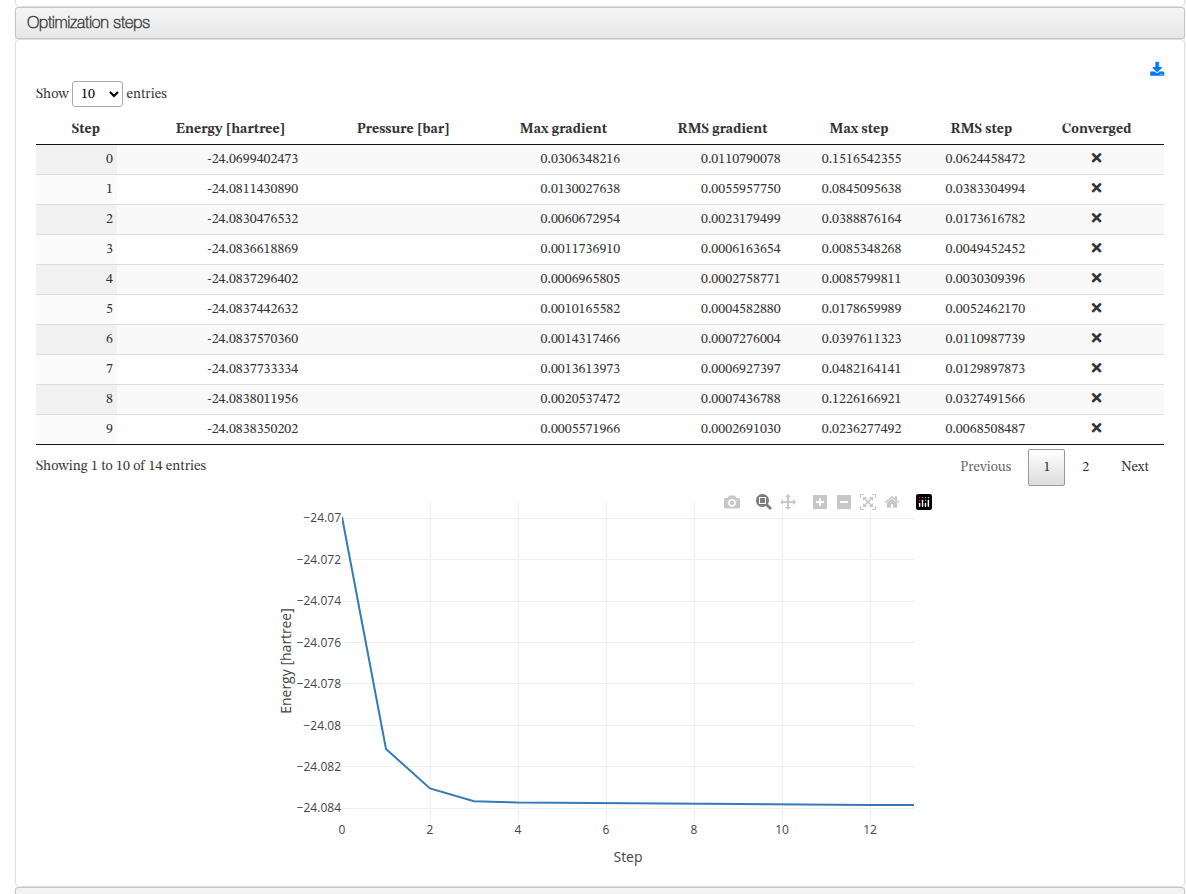 Optimization steps
Show 10 entries
Step Energy [hartree] Pressure [bar] Max gradient RMS gradient Max step RMS step Converged
0 -24.0699402473 0.0306348216 0.0110790078 0.1516542355 0.0624458472
1 -24.0811430890 0.0130027638 0.0055957750 0.0845095638 0.0383304994
2 -24.0830476532 0.0060672954 0.0023179499 0.0388876164 0.0173616782
3 -24.0836618869 0.0011736910 0.0006163654 0.0085348268 0.0049452452
4 -24.0837296402 0.0006965805 0.0002758771 0.0085799811 0.0030309396
5 -24.0837442632 0.0010165582 0.0004582880 0.0178659989 0.0052462170
6 -24.0837570360 0.0014317466 0.0007276004 0.0397611323 0.0110987739
7 -24.0837733334 0.0013613973 0.0006927397 0.0482164141 0.0129897873
8 -24.0838011956 0.0020537472 0.0007436788 0.1226166921 0.0327491566
9 -24.0838350202 0.0005571966 0.0002691030 0.0236277492 0.0068508487
Showing 1 to 10 of 14 entries
Previous 1 2 Next
−24.07
−24.072
−24.074
−24.076
−24.078
−24.08
−24.082
−24.084
Energy [hartree]
0 2 4 6 8 10 12
Step